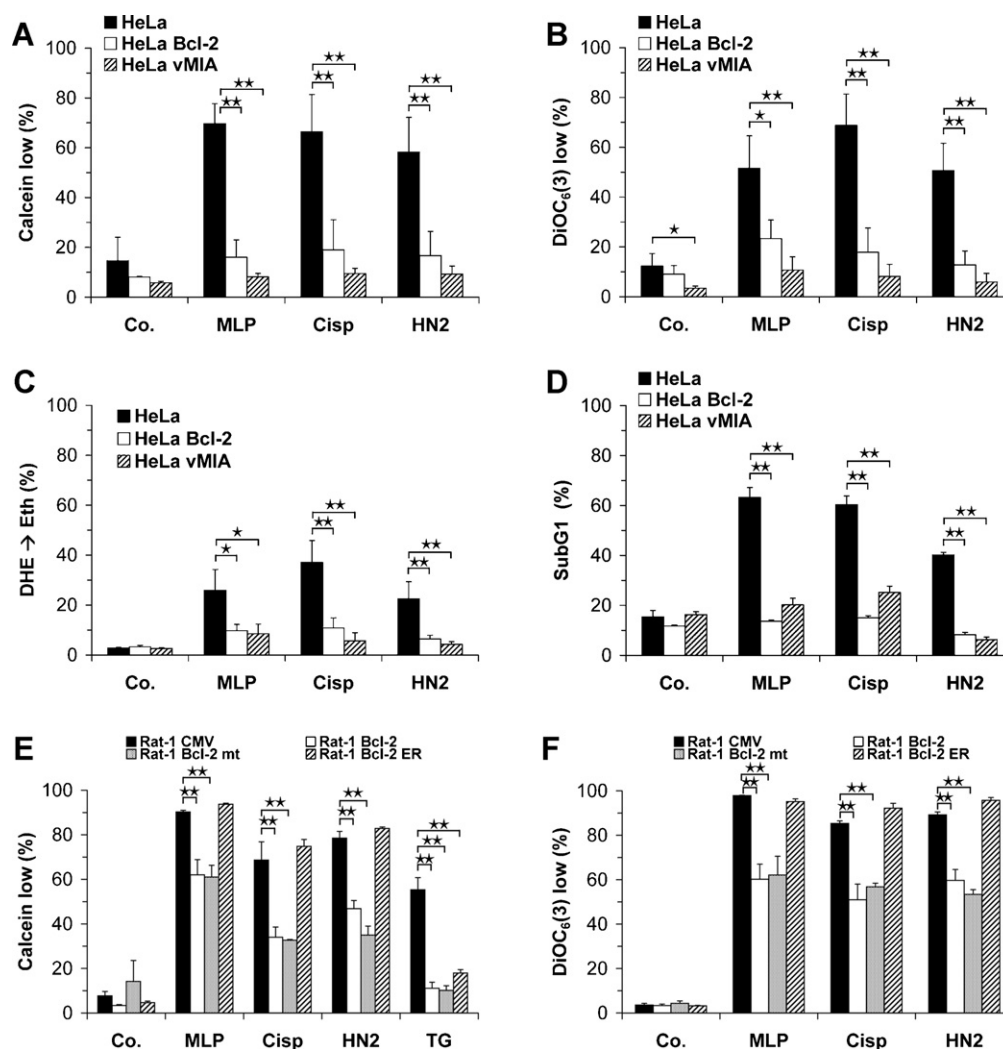 A
HeLa
HeLa Bcl-2
HeLa vMIA
Calcein low (%)
100
80
60
40
20
0
★★
★★
★★
★★
★★
★★
Co. MLP Cisp HN2
B
HeLa
HeLa Bcl-2
HeLa vMIA
DiOC6(3) low (%)
100
80
60
40
20
0
★
★★
★
★★
★★
★★
★★
Co. MLP Cisp HN2
C
HeLa
HeLa Bcl-2
HeLa vMIA
DHE → Eth (%)
100
80
60
40
20
0
★
★
★★
★★
★★
★★
Co. MLP Cisp HN2
D
HeLa
HeLa Bcl-2
HeLa vMIA
SubG1 (%)
100
80
60
40
20
0
★★
★★
★★
★★
★★
★★
Co. MLP Cisp HN2
E
Rat-1 CMV Rat-1 Bcl-2
Rat-1 Bcl-2 mt Rat-1 Bcl-2 ER
Calcein low (%)
100
80
60
40
20
0
★★
★★
★★
★★
★★
★★
★★
★★
★★
Co. MLP Cisp HN2 TG
F
Rat-1 CMV Rat-1 Bcl-2
Rat-1 Bcl-2 mt Rat-1 Bcl-2 ER
DiOC6(3) low (%)
100
80
60
40
20
0
★★
★★
★★
★★
★★
★★
Co. MLP Cisp HN2